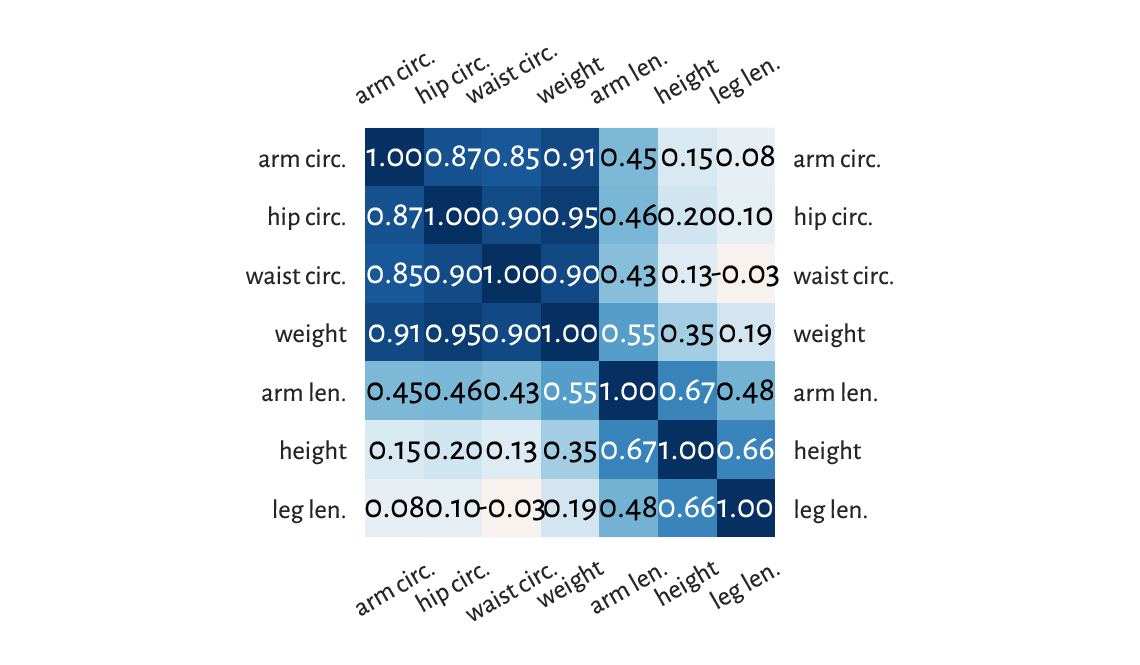 arm circ. hip circ. waist circ. weight arm len. height leg len.
arm circ. 1.00 0.87 0.85 0.91 0.45 0.15 0.08 arm circ.
hip circ. 0.87 1.00 0.90 0.95 0.46 0.20 0.10 hip circ.
waist circ. 0.85 0.90 1.00 0.90 0.43 0.13 -0.03 waist circ.
weight 0.91 0.95 0.90 1.00 0.55 0.35 0.19 weight
arm len. 0.45 0.46 0.43 0.55 1.00 0.67 0.48 arm len.
height 0.15 0.20 0.13 0.35 0.67 1.00 0.66 height
leg len. 0.08 0.10 -0.03 0.19 0.48 0.66 1.00 leg len.
arm circ. hip circ. waist circ. weight arm len. height leg len.